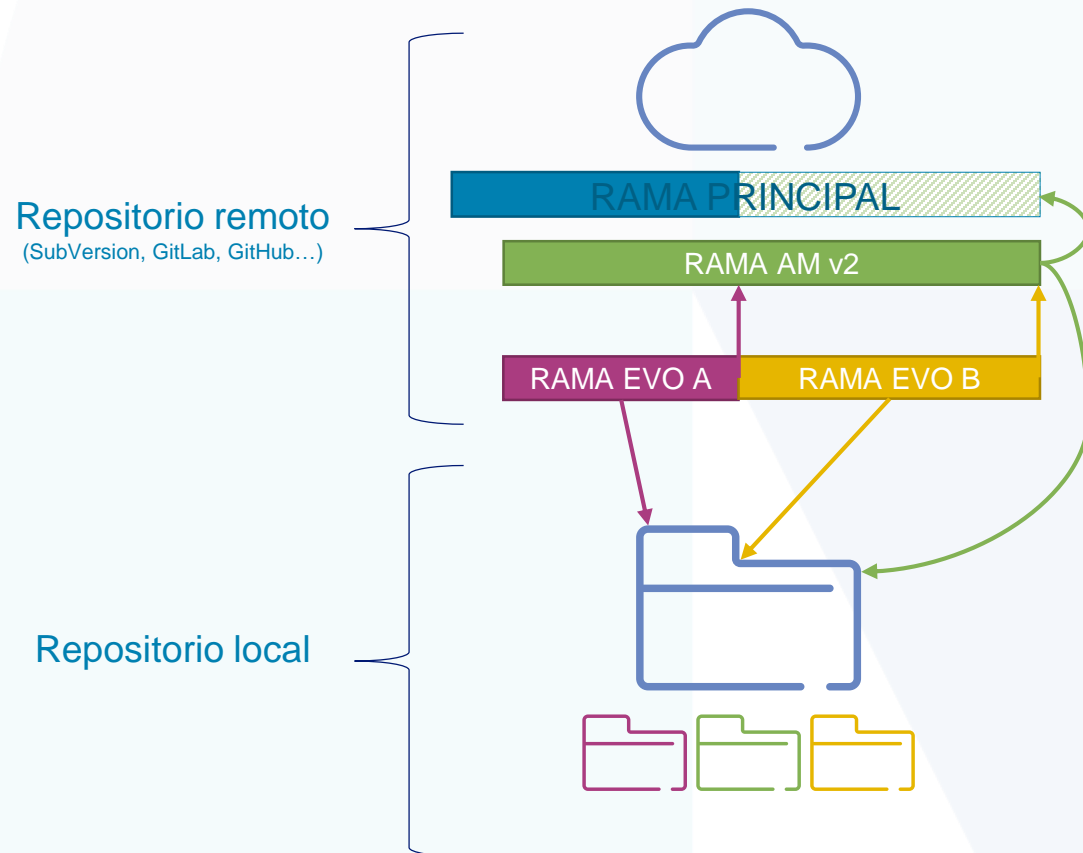 RAMA PRINCIPAL
Repositorio remoto
(SubVersion, GitLab, GitHub…)
RAMA AM v2
RAMA EVO A
RAMA EVO B
Repositorio local